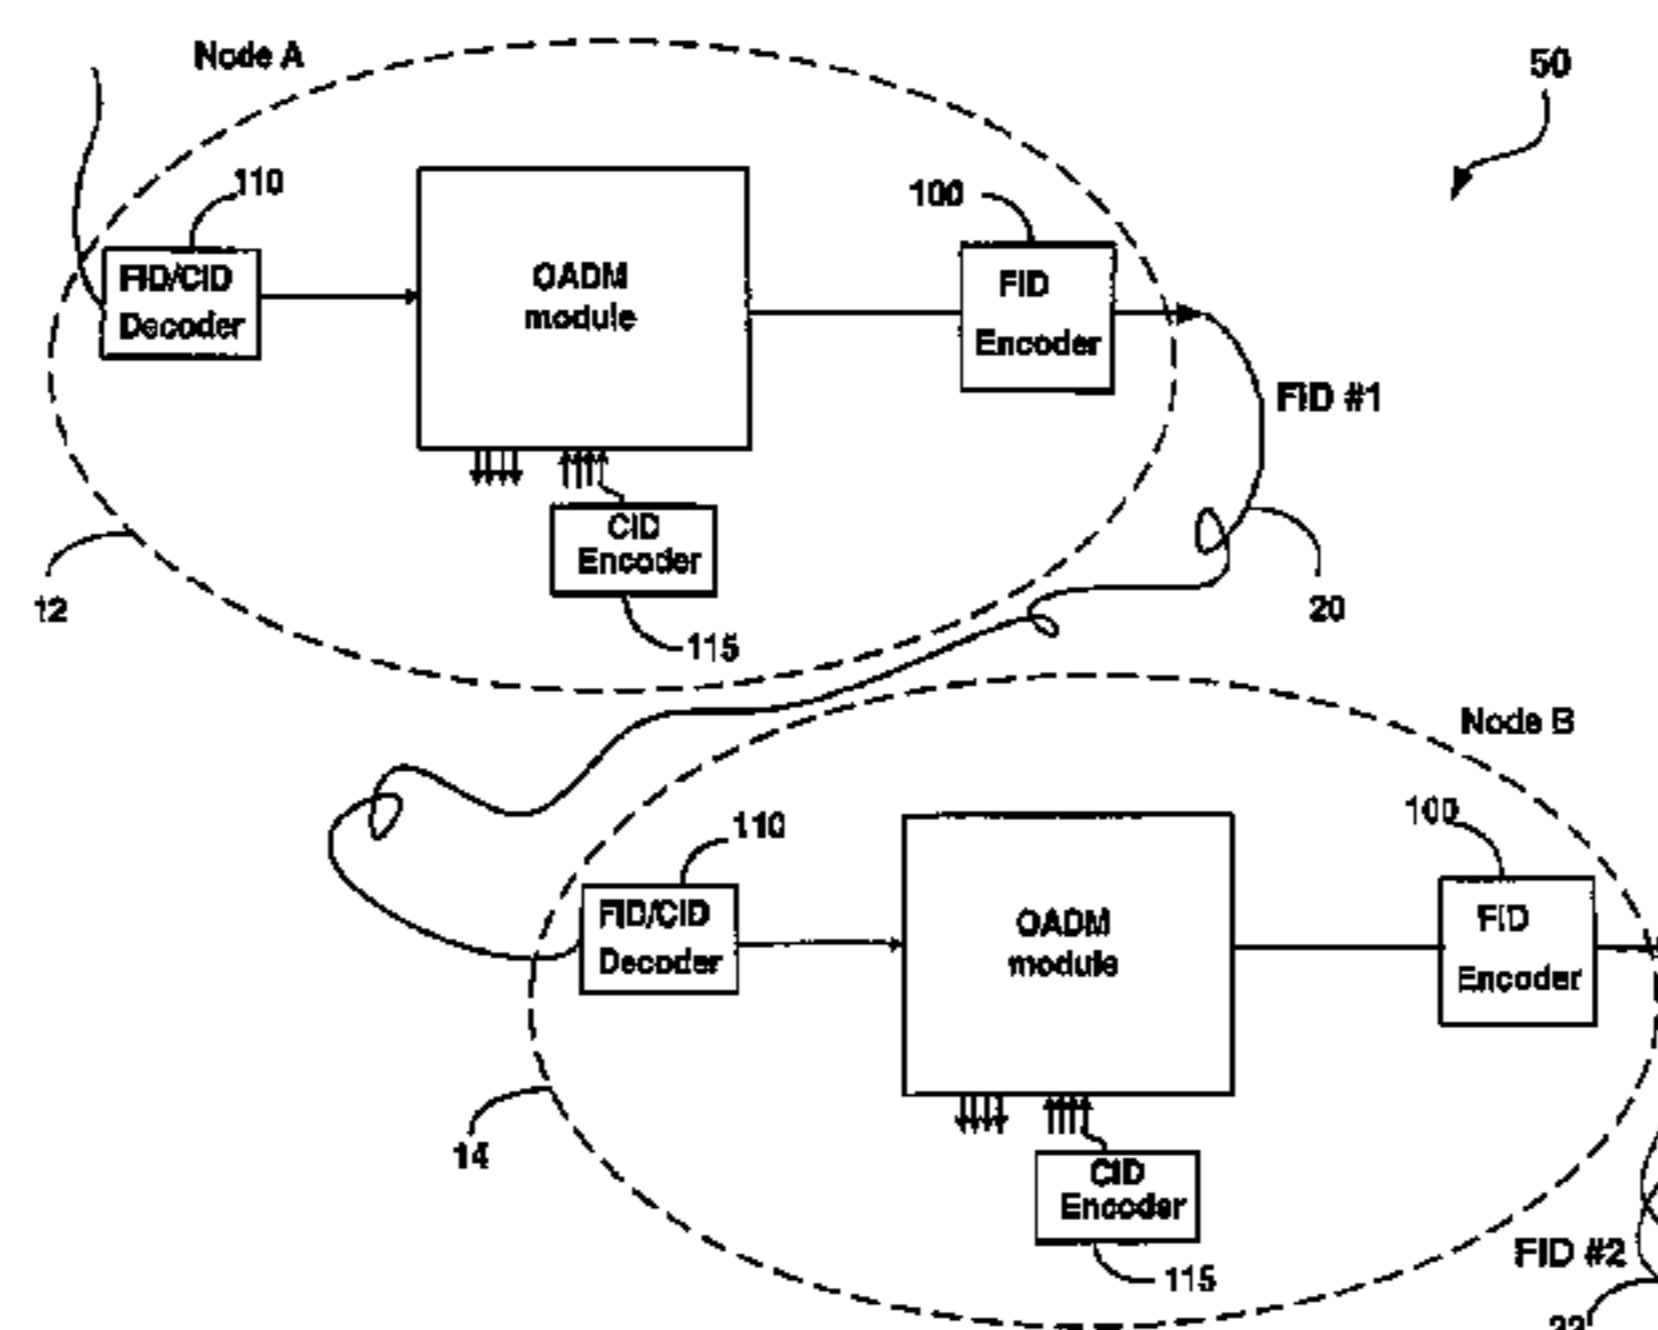 Node A
50
110
100
FID/CID
Decoder
OADM
module
FID
Encoder
FID #1
CID
Encoder
12
115
20
Node B
110
100
FID/CID
Decoder
OADM
module
FID
Encoder
14
CID
Encoder
115
FID #2